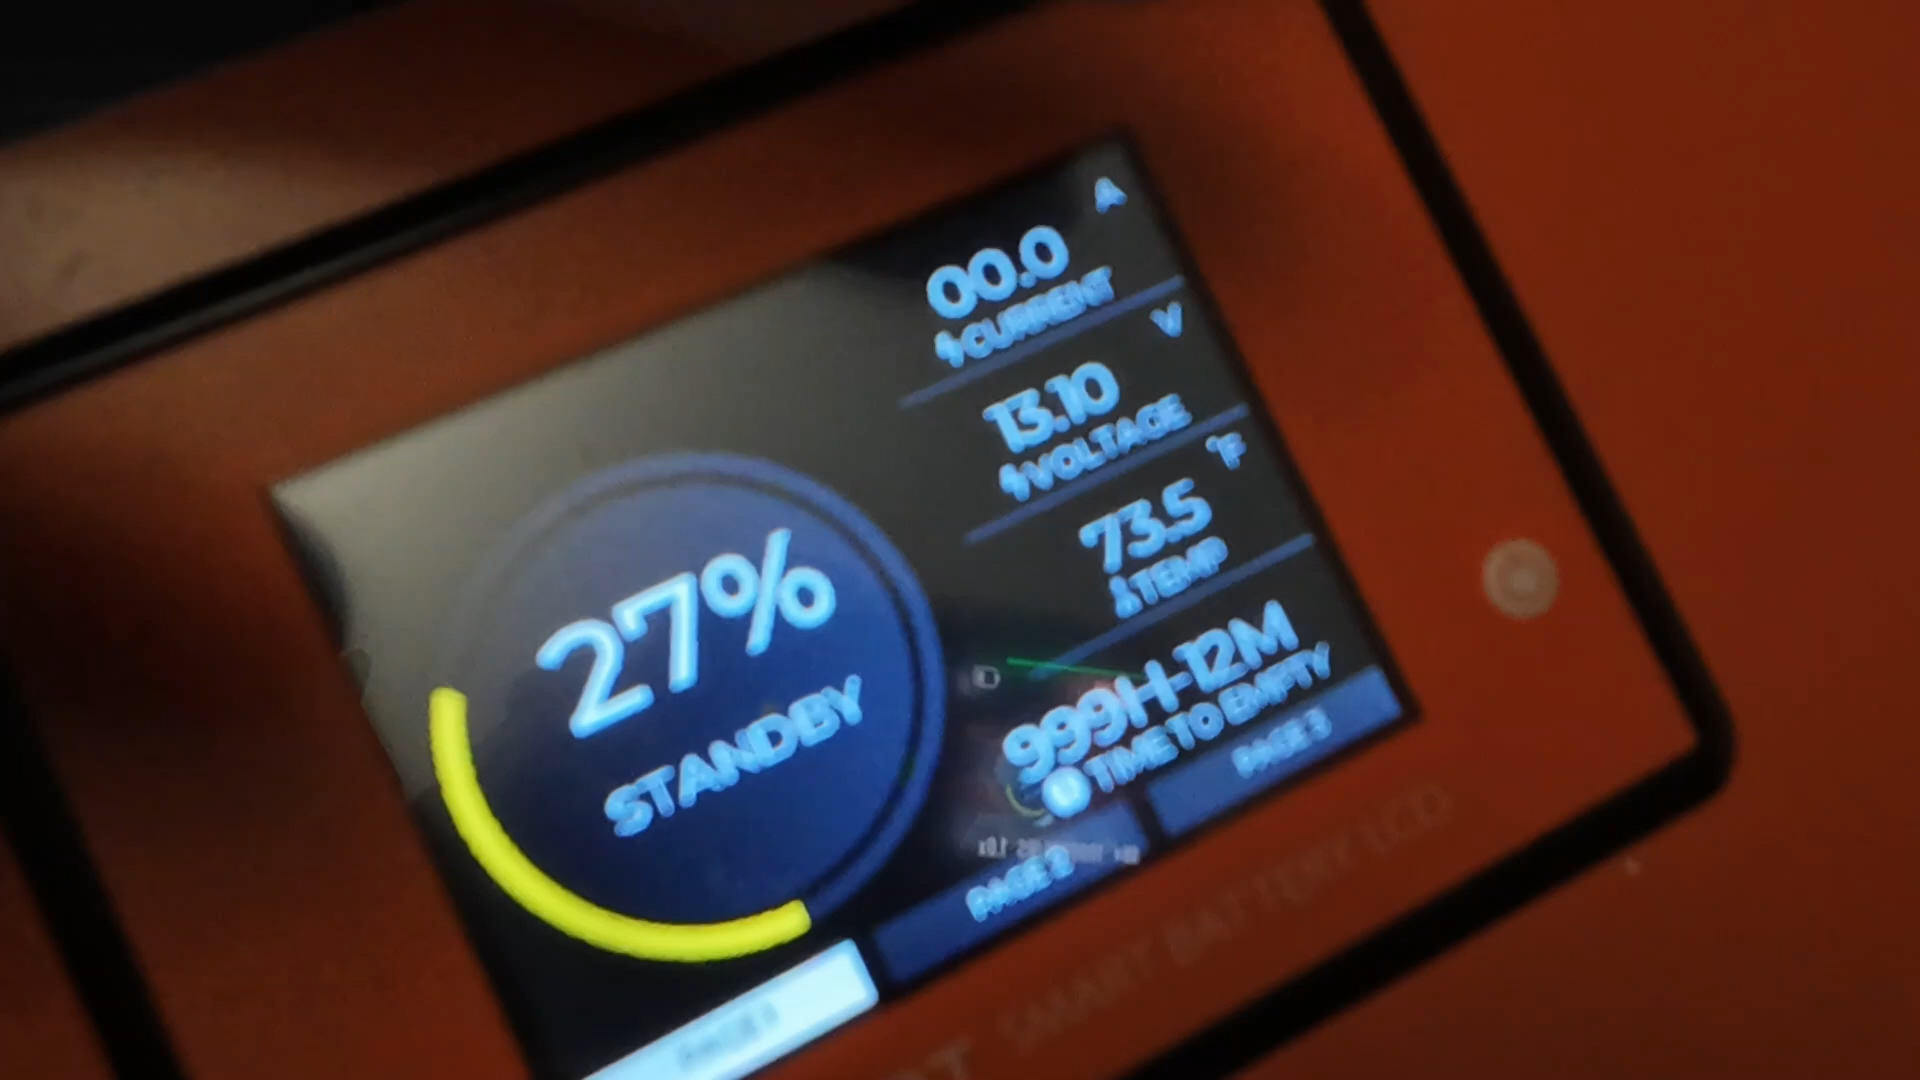 27%
STANDBY
00.0 A
CURRENT
13.10 V
VOLTAGE
73.5 °F
TEMP
999H-12M
TIME TO EMPTY
PAGE 2
PAGE 3
SMART BATTERY LCD